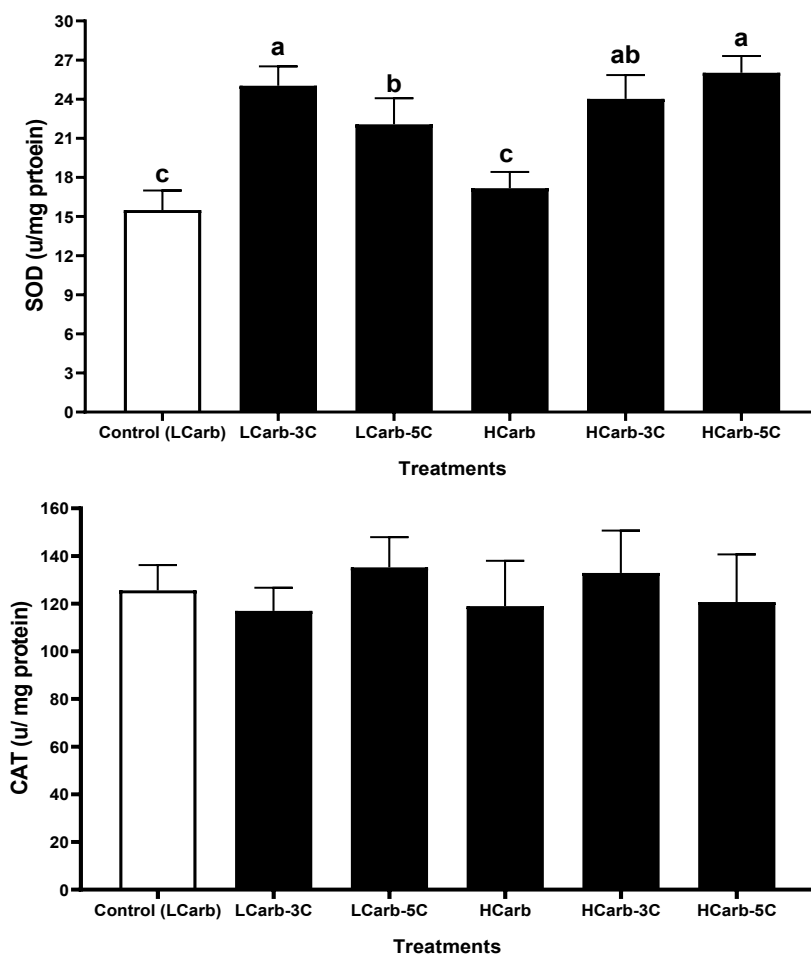 30
27
24
21
18
15
12
9
6
3
0
SOD (u/mg prtoein)
c
a
b
c
ab
a
Control (LCarb) LCarb-3C LCarb-5C HCarb HCarb-3C HCarb-5C
Treatments
160
140
120
100
80
60
40
20
0
CAT (u/ mg protein)
Control (LCarb) LCarb-3C LCarb-5C HCarb HCarb-3C HCarb-5C
Treatments